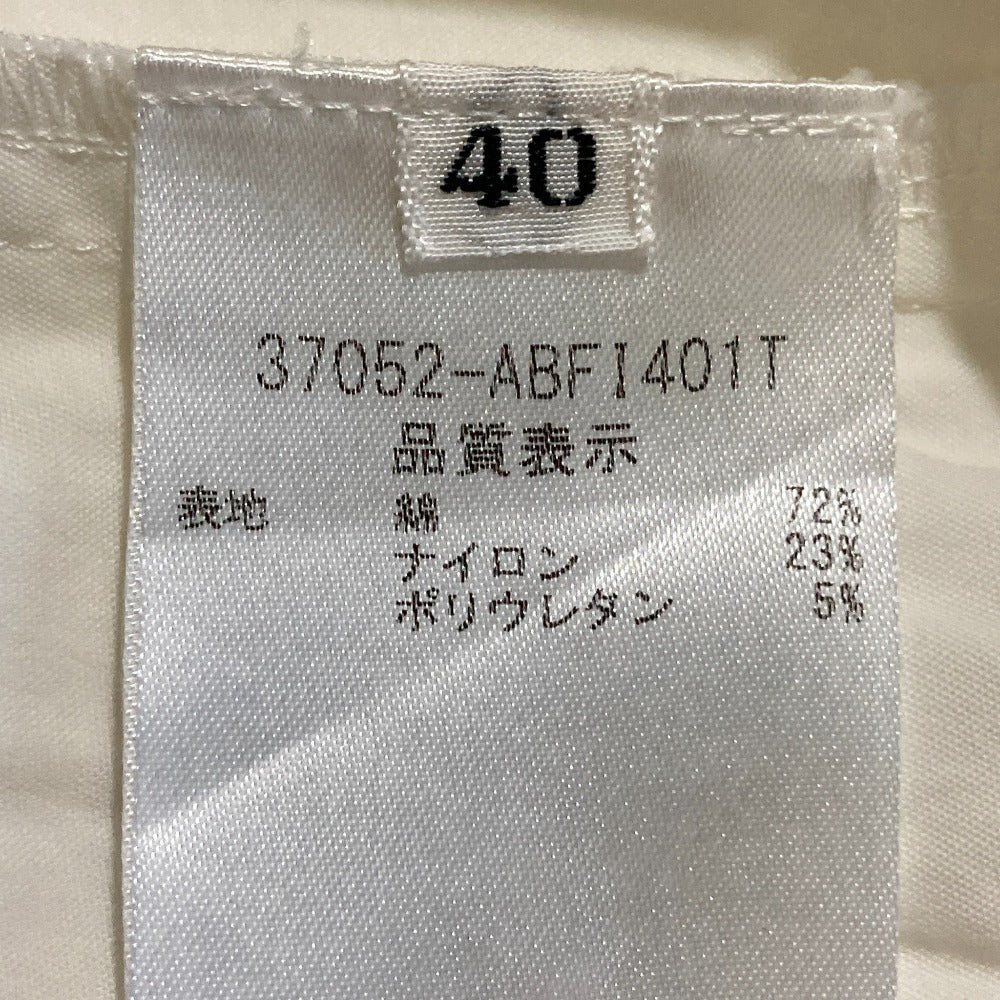 40
37052-ABFI401T
品質表示
表地 綿 72%
ナイロン 23%
ポリウレタン 5%